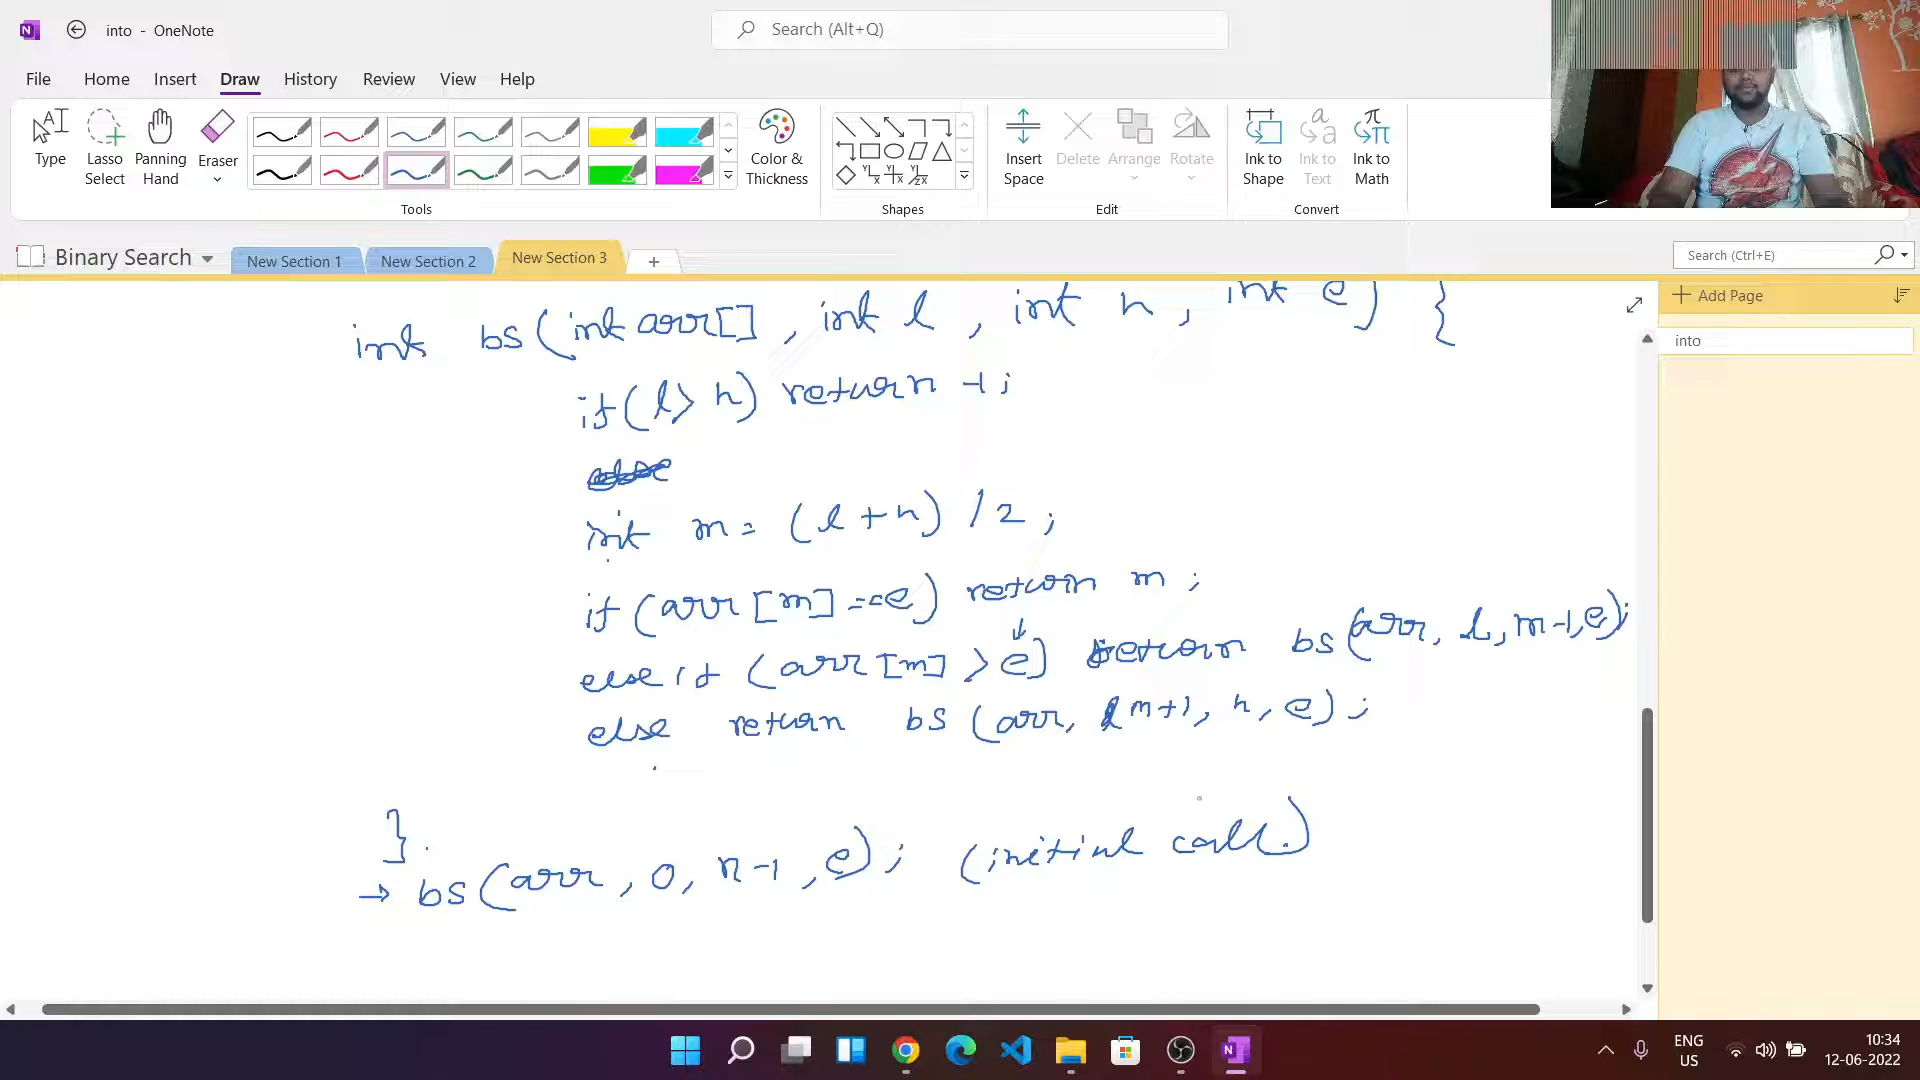 into - OneNote
Search (Alt+Q)
File Home Insert Draw History Review View Help
Type Lasso Select Panning Hand Eraser Color & Thickness Insert Space Delete Arrange Rotate Ink to Shape Ink to Text Ink to Math
Tools Shapes Edit Convert
Binary Search New Section 1 New Section 2 New Section 3 + Search (Ctrl+E)
Add Page
into
int bs(int arr[], int l, int h, int e) {
if(l> h) return -1;
else
int m = (l+h) /2;
if(arr[m]==e) return m;
else if (arr[m] > e) return bs(arr, l, m-1, e);
else return bs (arr, m+1, h, e);
}.
→ bs(arr, 0, n-1, e); (initial call.)
ENG US 10:34 12-06-2022